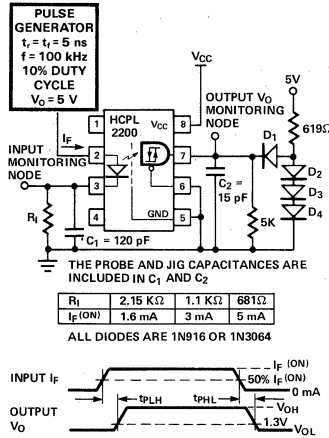 PULSE
GENERATOR
tr = tf = 5 ns
f = 100 kHz
10% DUTY
CYCLE
VO = 5 V
VCC
HCPL
2200
VCC
OUTPUT VO
MONITORING
NODE
5V
619Ω
D1
D2
D3
D4
IF
INPUT
MONITORING
NODE
1
2
3
4
8
7
6
5
GND
RI
C1 = 120 pF
C2 =
15 pF
5K
THE PROBE AND JIG CAPACITANCES ARE
INCLUDED IN C1 AND C2
RI 2.15 KΩ 1.1 KΩ 681Ω
IF (ON) 1.6 mA 3 mA 5 mA
ALL DIODES ARE 1N916 OR 1N3064
INPUT IF
IF (ON)
50% IF (ON)
0 mA
tPLH
tPHL
OUTPUT
VO
VOH
1.3V
VOL